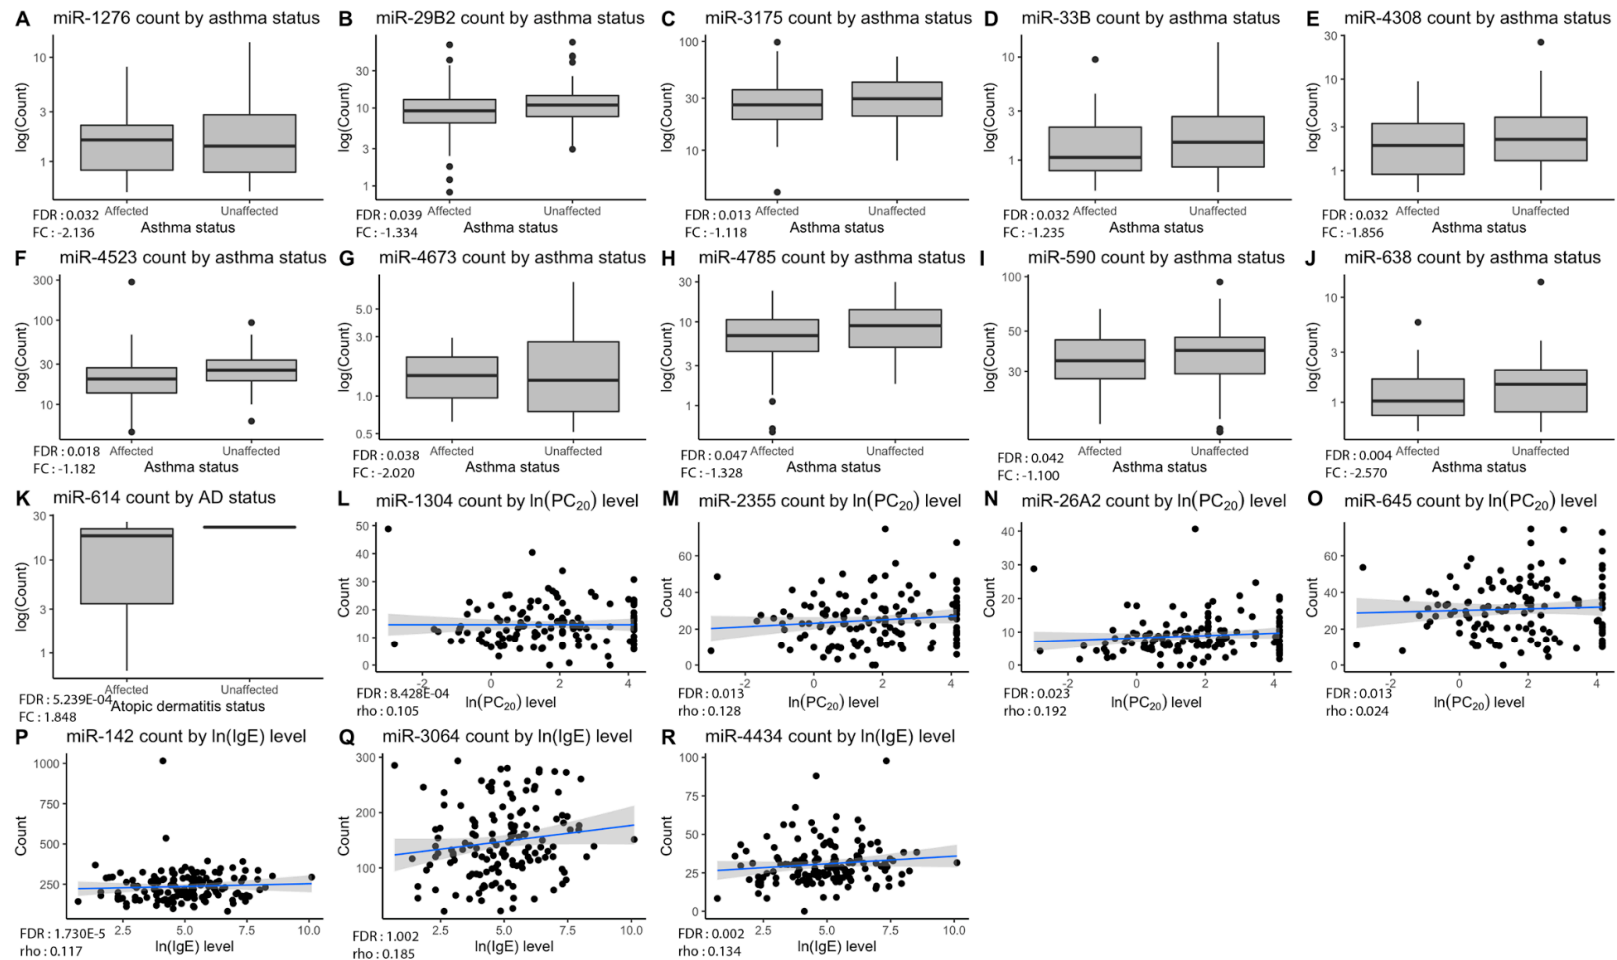 A miR-1276 count by asthma status
log(Count)
10
1
Affected Unaffected
FDR : 0.032
FC : -2.136
Asthma status
3
B miR-29B2 count by asthma status
log(Count)
30
10
3
1
Affected Unaffected
FDR : 0.039
FC : -1.334
Asthma status
C miR-3175 count by asthma status
log(Count)
100
30
10
Affected Unaffected
FDR : 0.013
FC : -1.118
Asthma status
D miR-33B count by asthma status
log(Count)
10
3
1
Affected Unaffected
FDR : 0.032
FC : -1.235
Asthma status
E miR-4308 count by asthma status
log(Count)
30
10
3
1
Affected Unaffected
FDR : 0.032
FC : -1.856
Asthma status
F miR-4523 count by asthma status
log(Count)
300
100
30
10
Affected Unaffected
FDR : 0.018
FC : -1.182
Asthma status
G miR-4673 count by asthma status
log(Count)
5.0
3.0
1.0
0.5
Affected Unaffected
FDR : 0.038
FC : -2.020
Asthma status
H miR-4785 count by asthma status
log(Count)
30
10
3
1
Affected Unaffected
FDR : 0.047
FC : -1.328
Asthma status
I miR-590 count by asthma status
log(Count)
100
50
30
Affected Unaffected
FDR : 0.042
FC : -1.100
Asthma status
J miR-638 count by asthma status
log(Count)
10
3
1
Affected Unaffected
FDR : 0.004
FC : -2.570
Asthma status
K miR-614 count by AD status
log(Count)
30
10
3
1
Affected Unaffected
FDR : 5.239E-04
FC : 1.848
Atopic dermatitis status
L miR-1304 count by ln(PC₂₀) level
Count
50
40
30
20
10
0
-2 0 2 4
FDR : 8.428E-04
rho : 0.105
ln(PC₂₀) level
M miR-2355 count by ln(PC₂₀) level
Count
60
40
20
0
-2 0 2 4
FDR : 0.013
rho : 0.128
ln(PC₂₀) level
N miR-26A2 count by ln(PC₂₀) level
Count
40
30
20
10
0
-2 0 2 4
FDR : 0.023
rho : 0.192
ln(PC₂₀) level
O miR-645 count by ln(PC₂₀) level
Count
60
40
20
0
-2 0 2 4
FDR : 0.013
rho : 0.024
ln(PC₂₀) level
P miR-142 count by ln(IgE) level
Count
1000
750
500
250
2.5 5.0 7.5 10.0
FDR : 1.730E-5
rho : 0.117
ln(IgE) level
Q miR-3064 count by ln(IgE) level
Count
300
200
100
2.5 5.0 7.5 10.0
FDR : 1.002
rho : 0.185
ln(IgE) level
R miR-4434 count by ln(IgE) level
Count
100
75
50
25
0
2.5 5.0 7.5 10.0
FDR : 0.002
rho : 0.134
ln(IgE) level